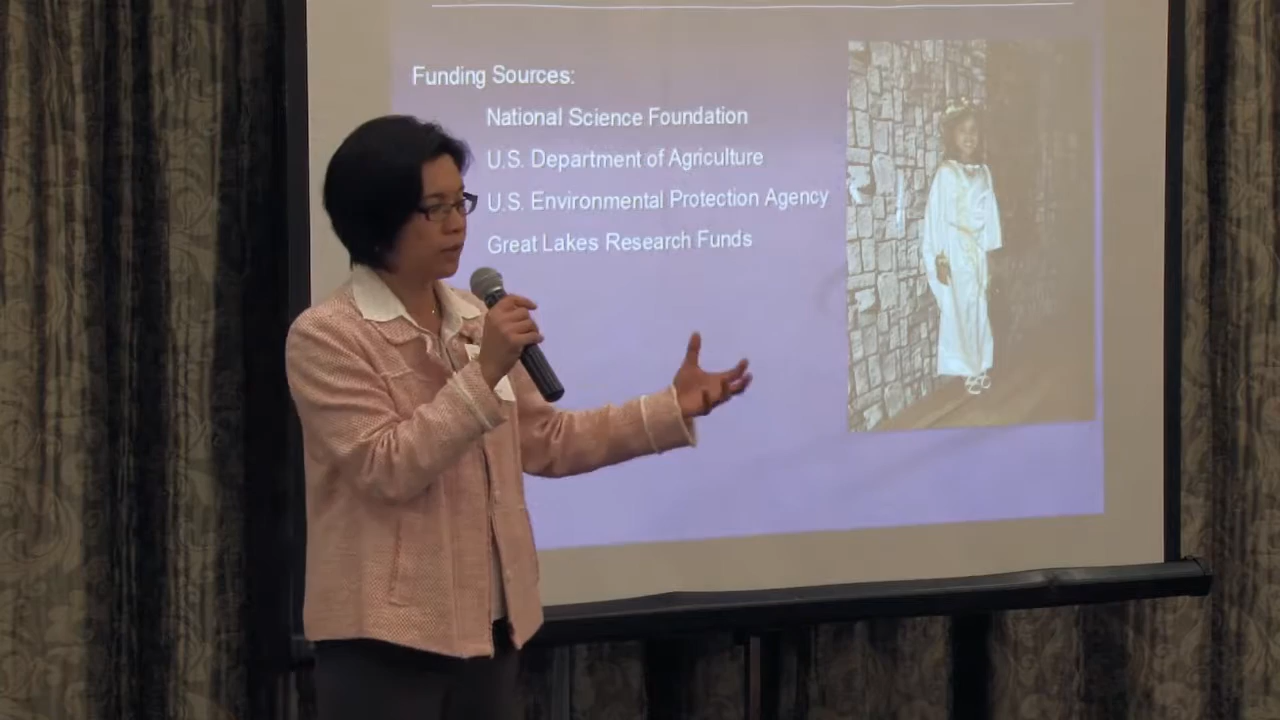 Funding Sources:
National Science Foundation
U.S. Department of Agriculture
U.S. Environmental Protection Agency
Great Lakes Research Funds